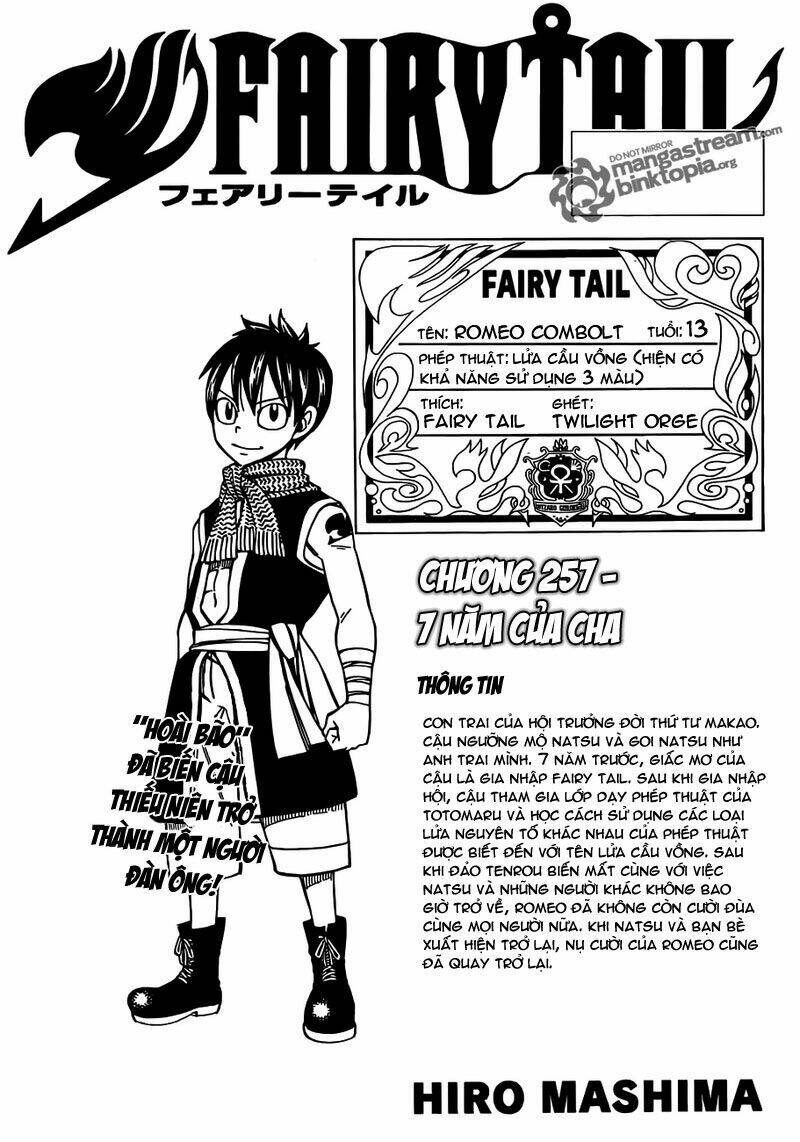 FAIRY TAIL
フェアリーテイル
DO NOT MIRROR
mangastream.com
binktopia.org
FAIRY TAIL
TÊN: ROMEO COMBOLT TUỔI: 13
PHÉP THUẬT: LỬA CẦU VỒNG (HIỆN CÓ
KHẢ NĂNG SỬ DỤNG 3 MÀU)
THÍCH: GHÉT:
FAIRY TAIL TWILIGHT ORGE
CHƯƠNG 257 -
7 NĂM CỦA CHA
THÔNG TIN
CON TRAI CỦA HỘI TRƯỞNG ĐỜI THỨ TƯ MAKAO.
CẬU NGƯỠNG MỘ NATSU VÀ GỌI NATSU NHƯ
ANH TRAI MÌNH. 7 NĂM TRƯỚC, GIẤC MƠ CỦA
CẬU LÀ GIA NHẬP FAIRY TAIL. SAU KHI GIA NHẬP
HỘI, CẬU THAM GIA LỚP DẠY PHÉP THUẬT CỦA
TOTOMARU VÀ HỌC CÁCH SỬ DỤNG CÁC LOẠI
LỬA NGUYÊN TỐ KHÁC NHAU CỦA PHÉP THUẬT
ĐƯỢC BIẾT ĐẾN VỚI TÊN LỬA CẦU VỒNG. SAU
KHI ĐẢO TENROU BIẾN MẤT CÙNG VỚI VIỆC
NATSU VÀ NHỮNG NGƯỜI KHÁC KHÔNG BAO
GIỜ TRỞ VỀ, ROMEO ĐÃ KHÔNG CÒN CƯỜI ĐÙA
CÙNG MỌI NGƯỜI NỮA. KHI NATSU VÀ BẠN BÈ
XUẤT HIỆN TRỞ LẠI, NỤ CƯỜI CỦA ROMEO CŨNG
ĐÃ QUAY TRỞ LẠI.
"HOÀI BÃO"
ĐÃ BIẾN CẬU
THIẾU NIÊN TRỞ
THÀNH MỘT NGƯỜI
ĐÀN ÔNG!
HIRO MASHIMA